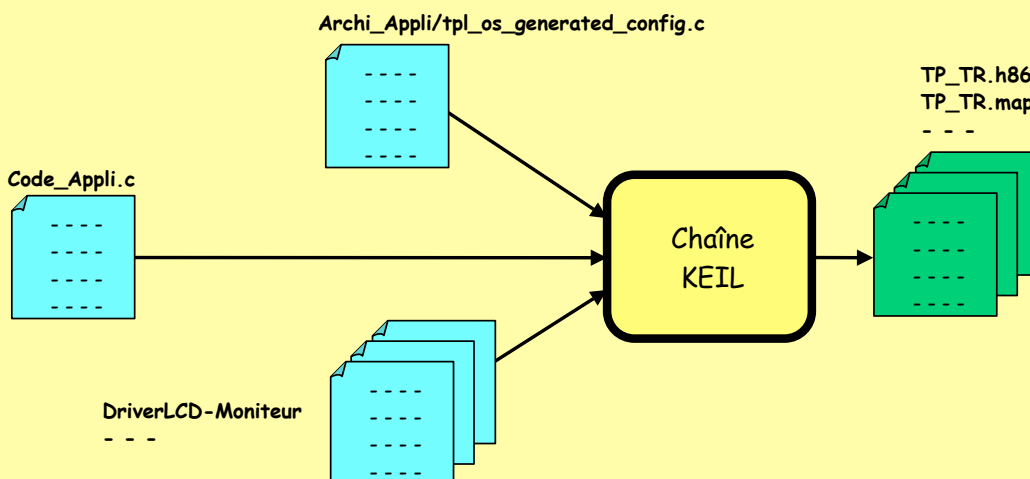 Archi_Appli/tpl_os_generated_config.c
- - - -
- - - -
- - - -
- - - -
TP_TR.h86
TP_TR.map
- - -
Code_Appli.c
- - - -
- - - -
- - - -
- - - -
Chaîne
KEIL
- - - -
- - - -
- - - -
- - - -
DriverLCD-Moniteur
- - -
- - - -
- - - -
- - - -
- - - -